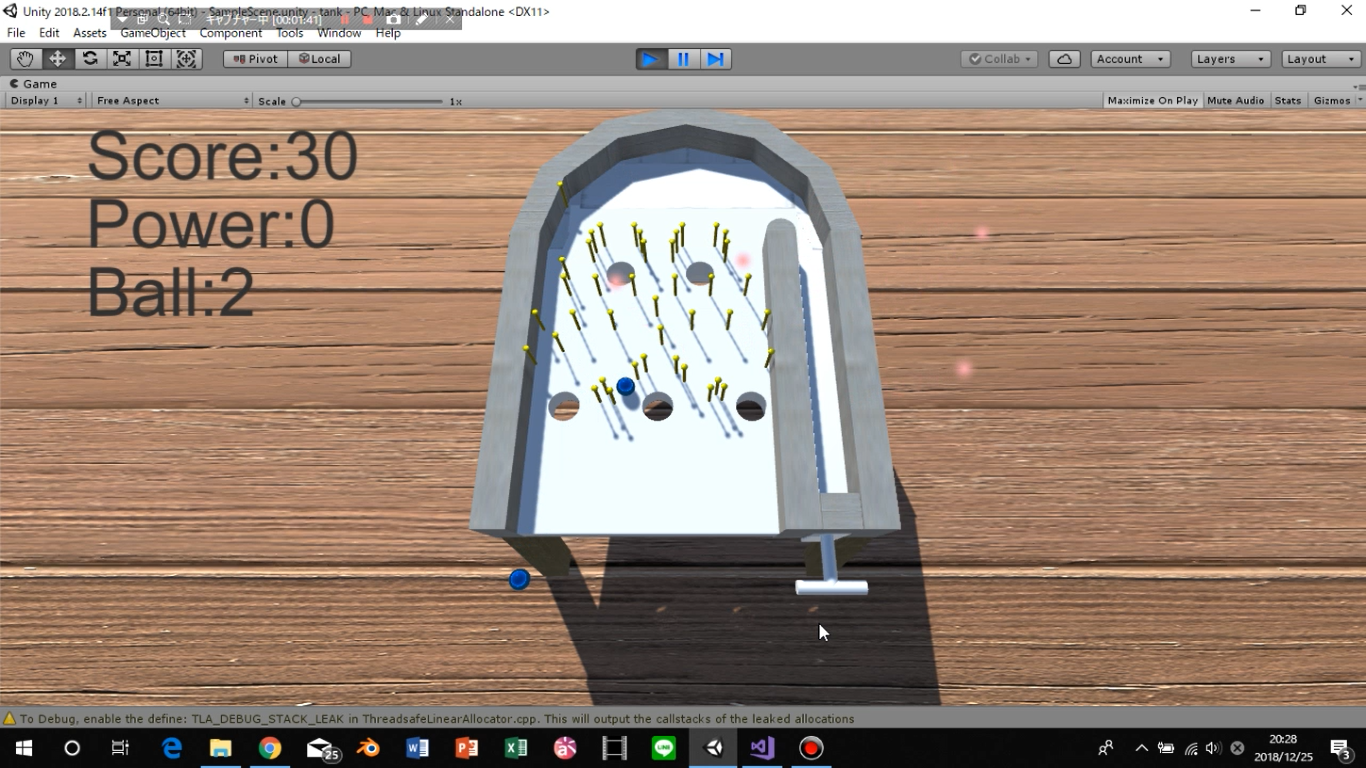 Unity 2018.2.14f1 Personal (64bit) - SampleScene.unity - tank - PC, Mac & Linux Standalone <DX11>
キャプチャー中 [00:01:41]
File Edit Assets GameObject Component Tools Window Help
Pivot Local Collab Account Layers Layout
Game
Display 1 Free Aspect Scale 1x Maximize On Play Mute Audio Stats Gizmos
Score:30
Power:0
Ball:2
To Debug, enable the define: TLA_DEBUG_STACK_LEAK in ThreadsafeLinearAllocator.cpp. This will output the callstacks of the leaked allocations
25
LINE
20:28
2018/12/25
3